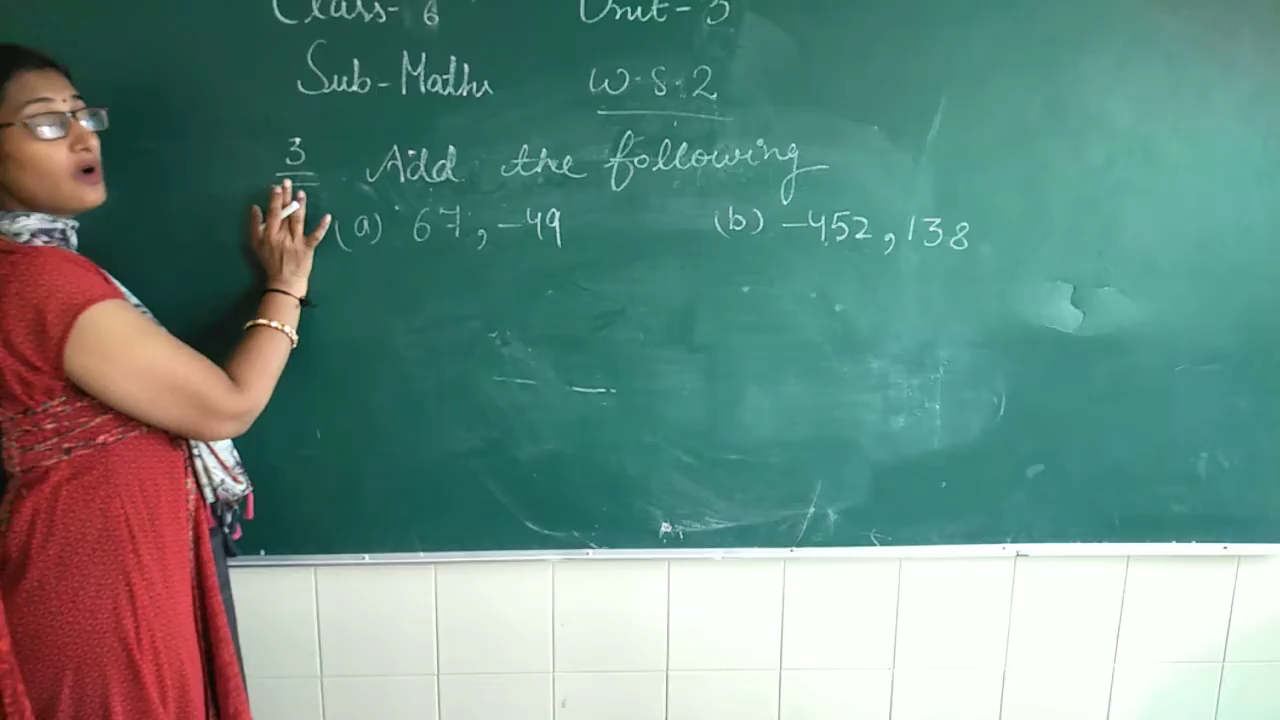 Class-6 Unit-3
Sub-Maths W.S.2
3 Add the following
(a) 67, -49 (b) -452, 138